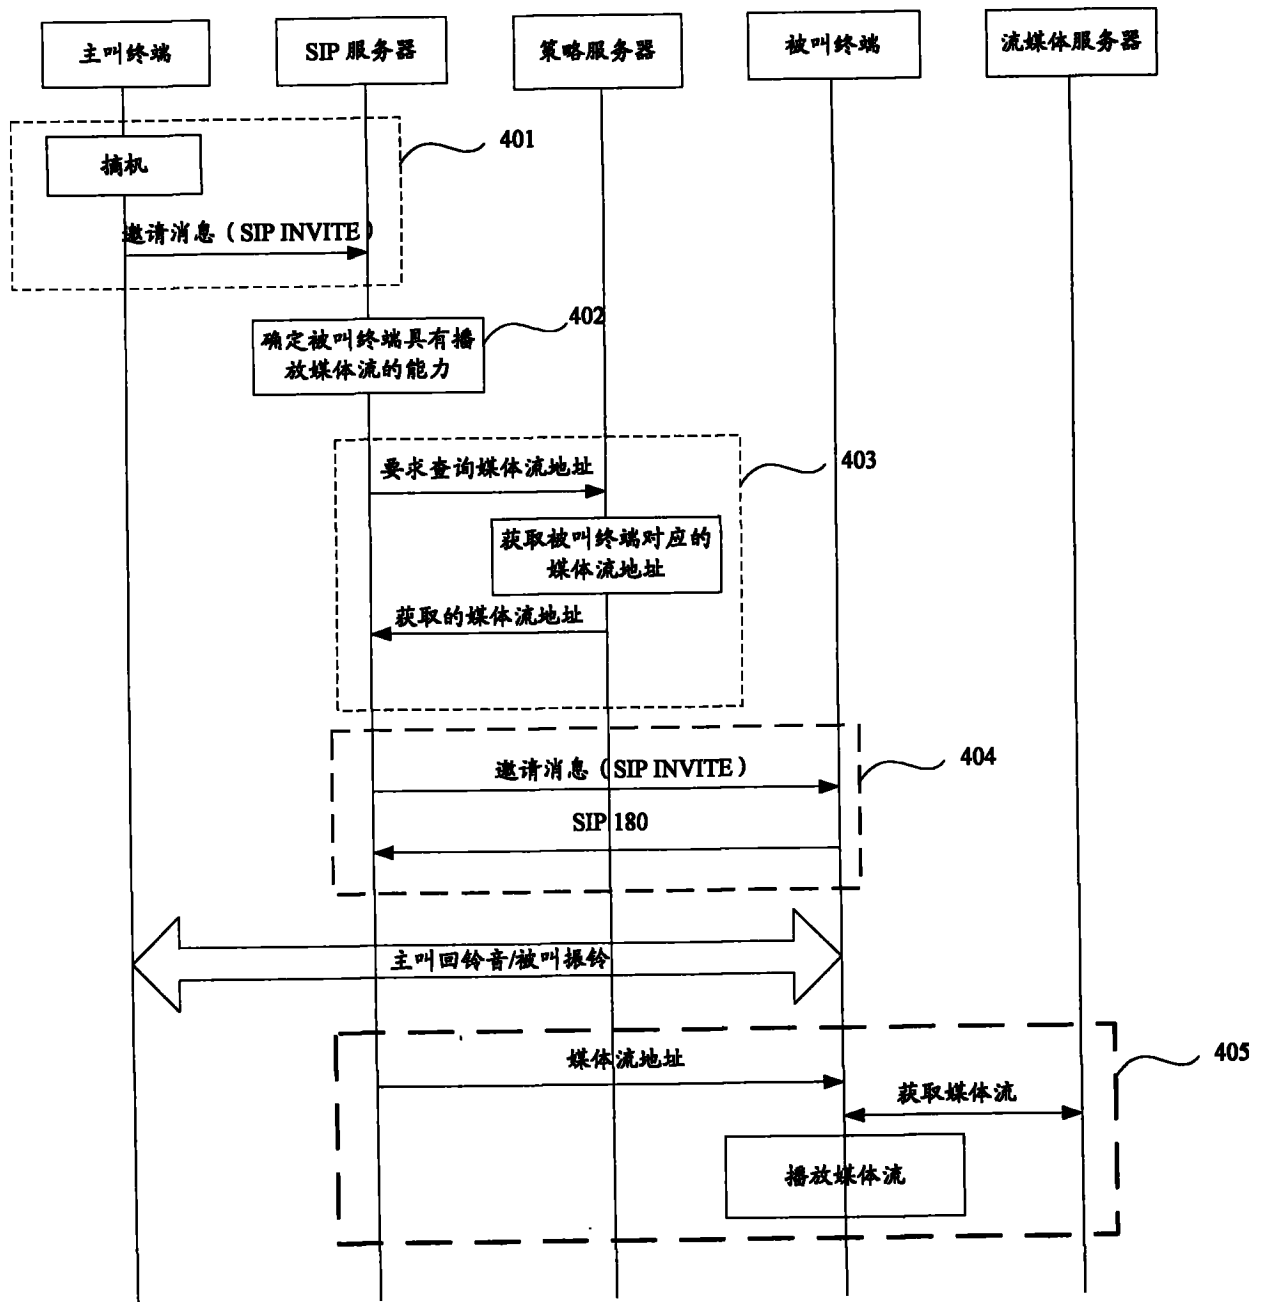 主叫终端
SIP 服务器
策略服务器
被叫终端
流媒体服务器
摘机
401
邀请消息（SIP INVITE）
402
确定被叫终端具有播
放媒体流的能力
403
要求查询媒体流地址
获取被叫终端对应的
媒体流地址
获取的媒体流地址
404
邀请消息（SIP INVITE）
SIP 180
主叫回铃音/被叫振铃
405
媒体流地址
获取媒体流
播放媒体流